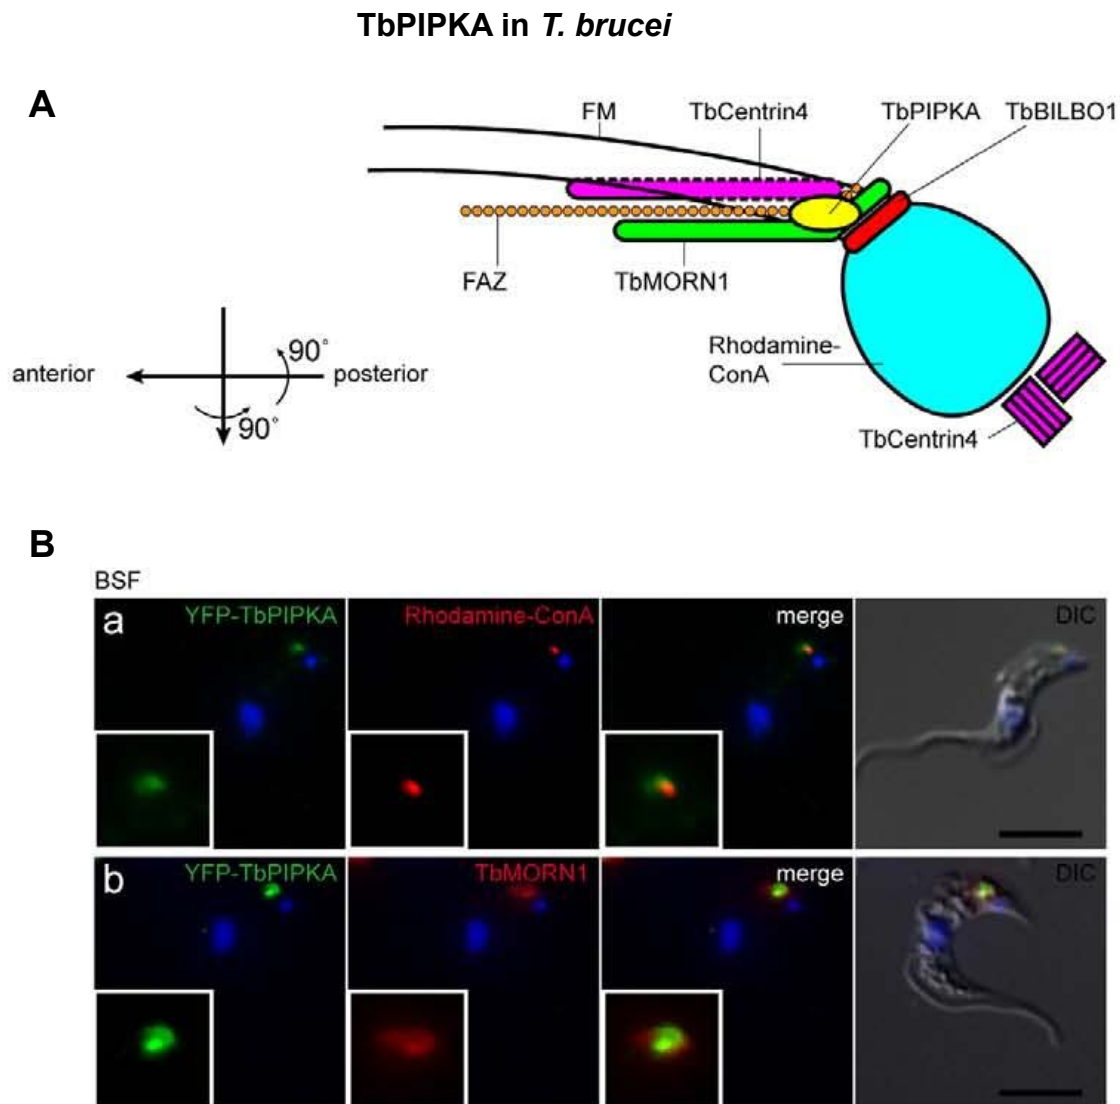 TbPIPKA in T. brucei
A
FM TbCentrin4 TbPIPKA TbBILBO1
FAZ TbMORN1
Rhodamine-
ConA
90°
anterior posterior
90°
TbCentrin4
B
BSF
a YFP-TbPIPKA Rhodamine-ConA merge DIC
b YFP-TbPIPKA TbMORN1 merge DIC